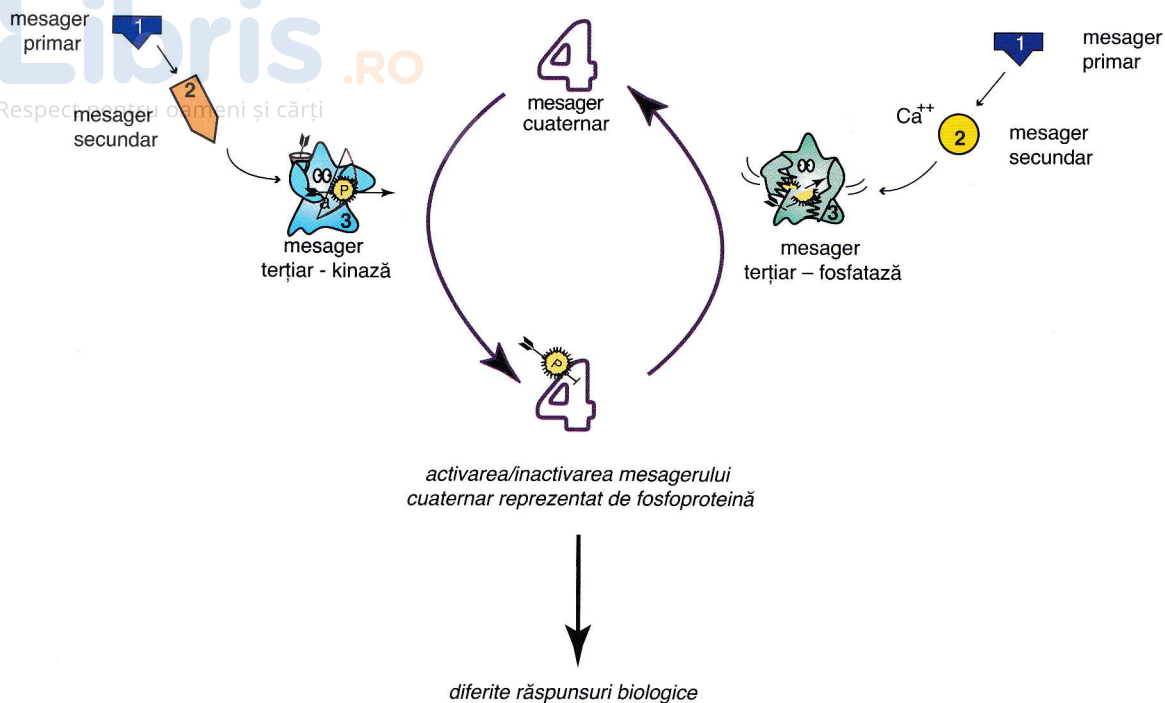 Libris
.RO
Respect pentru oameni și cărți
mesager
primar
1
2
mesager
secundar
P
a
3
mesager
terțiar - kinază
4
mesager
cuaternar
1
mesager
primar
Ca++
2
mesager
secundar
3
mesager
terțiar – fosfatază
P
4
activarea/inactivarea mesagerului
cuaternar reprezentat de fosfoproteină
diferite răspunsuri biologice